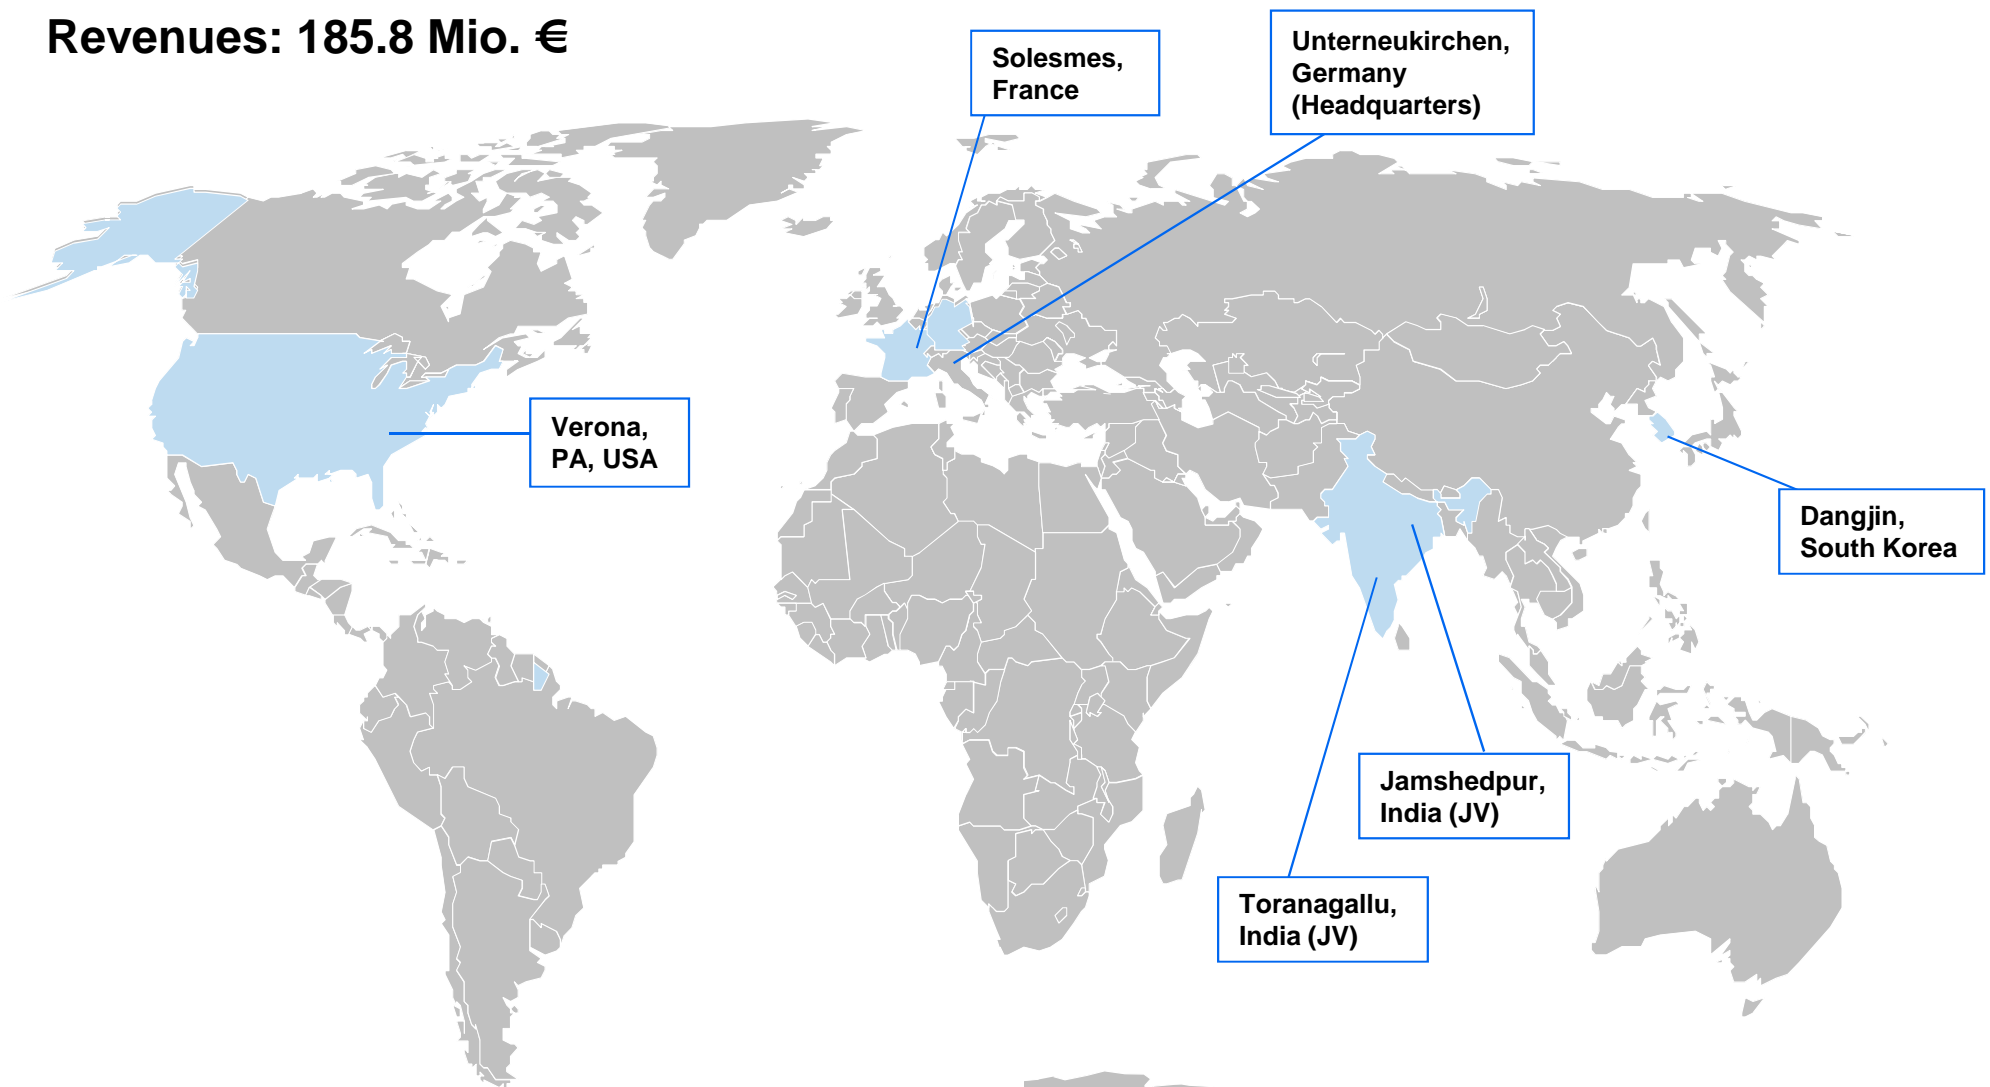 Revenues: 185.8 Mio. €
Solesmes,
France
Unterneukirchen,
Germany
(Headquarters)
Verona,
PA, USA
Dangjin,
South Korea
Jamshedpur,
India (JV)
Toranagallu,
India (JV)